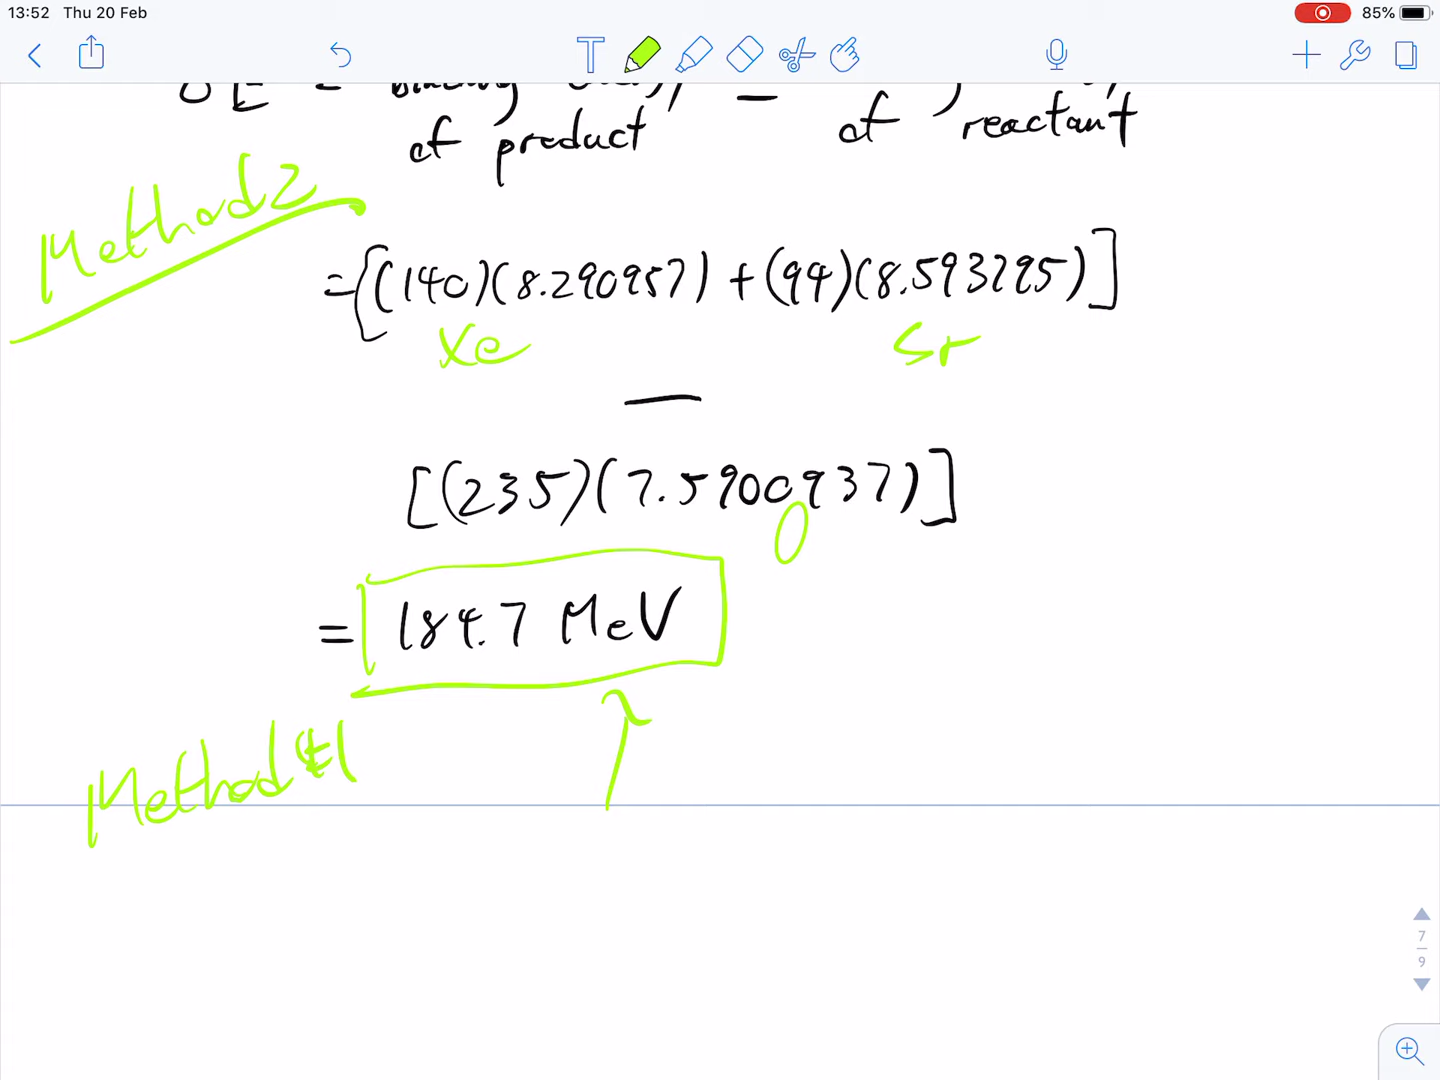 13:52 Thu 20 Feb
85%
T
of product
of reactant
Method 2
={(140)(8.290957) + (94)(8.593295)]
Xe
Sr
—
[(235)(7.5900937)]
0
= 184.7 MeV
Method #1
7
9